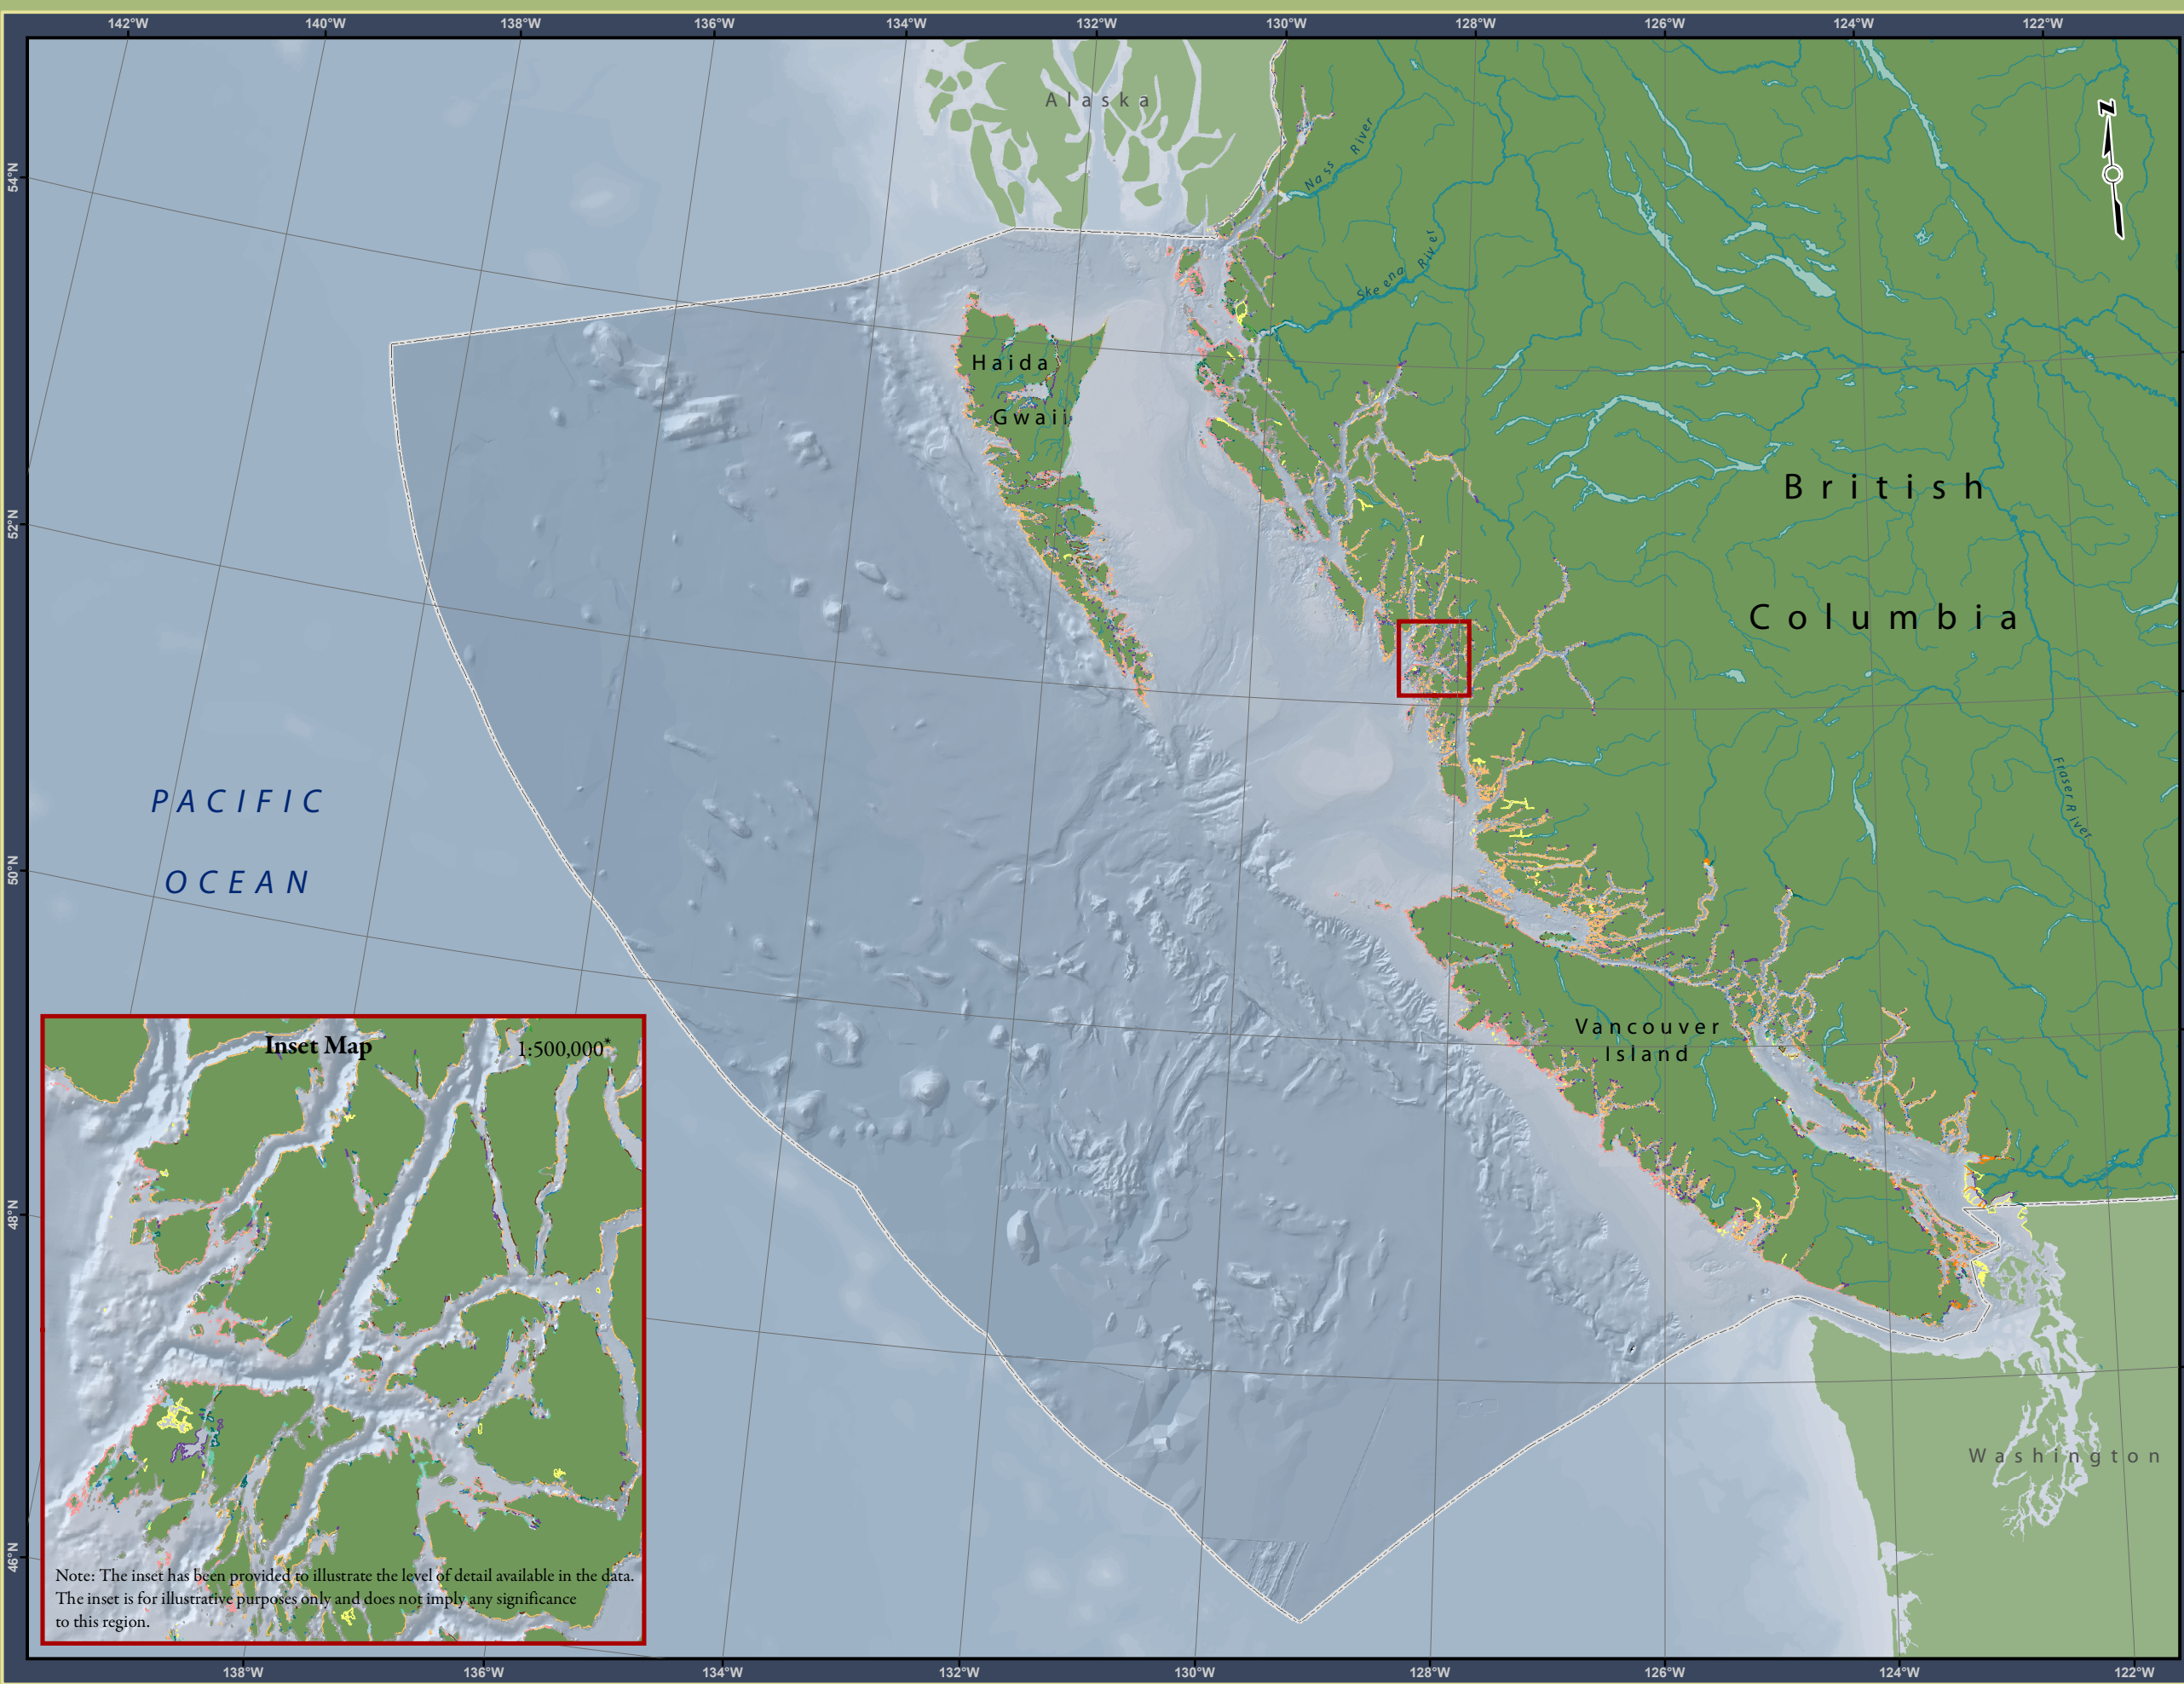 142°W 140°W 138°W 136°W 134°W 132°W 130°W 128°W 126°W 124°W 122°W
Alaska
N
Nass River
54°N
Skeena River
Haida
Gwaii
British
52°N
Columbia
PACIFIC
Fraser River
50°N
OCEAN
Vancouver
Island
Inset Map
1:500,000*
48°N
Washington
46°N
Note: The inset has been provided to illustrate the level of detail available in the data.
The inset is for illustrative purposes only and does not imply any significance
to this region.
138°W 136°W 134°W 132°W 130°W 128°W 126°W 124°W 122°W